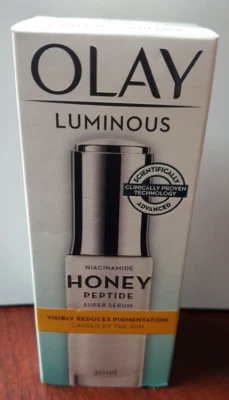 OLAY
LUMINOUS
SCIENTIFICALLY
CLINICALLY PROVEN
TECHNOLOGY
ADVANCED
NIACINAMIDE
HONEY
PEPTIDE
SUPER SERUM
VISIBLY REDUCES PIGMENTATION
CAUSED BY THE SUN
30 ml